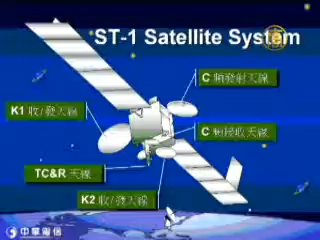 ST-1 Satellite System
C 頻發射天線
K1 收/發天線
C 頻接收天線
TC&R 天線
K2 收/發天線
中華電信